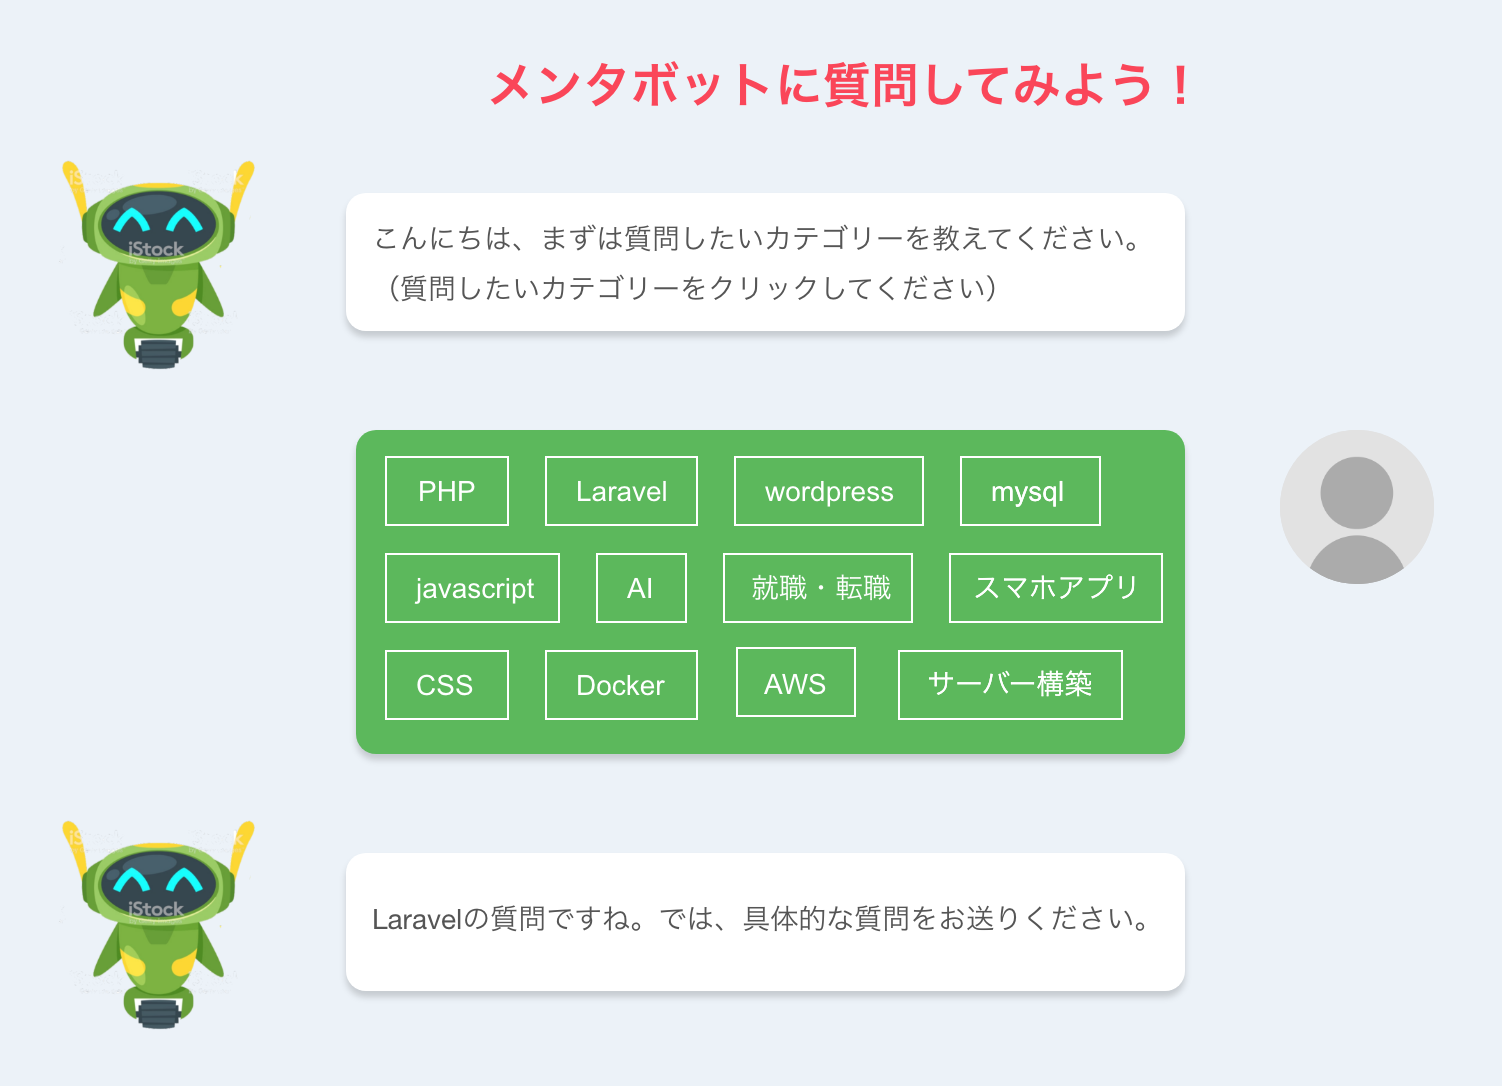 メンタボットに質問してみよう！
iStock
こんにちは、まずは質問したいカテゴリーを教えてください。
（質問したいカテゴリーをクリックしてください）
PHP Laravel wordpress mysql
javascript AI 就職・転職 スマホアプリ
CSS Docker AWS サーバー構築
iStock
Laravelの質問ですね。では、具体的な質問をお送りください。